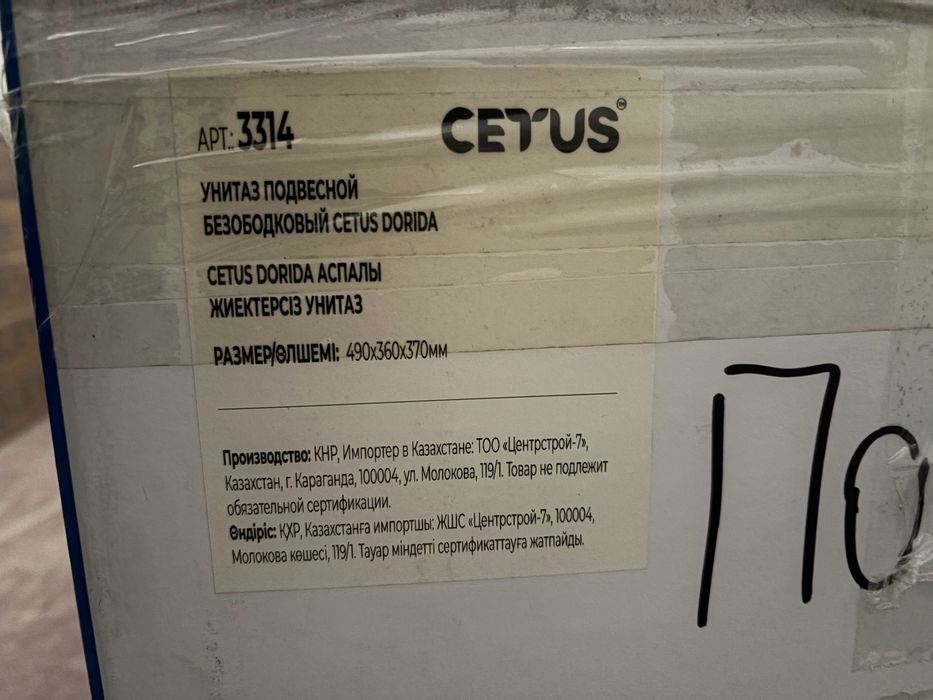 АРТ.: 3314
CETUS™
УНИТАЗ ПОДВЕСНОЙ
БЕЗОБОДКОВЫЙ CETUS DORIDA
CETUS DORIDA АСПАЛЫ
ЖИЕКТЕРСІЗ УНИТАЗ
РАЗМЕР/ӨЛШЕМІ: 490х360х370мм
Производство: КНР, Импортер в Казахстане: ТОО «Центрстрой-7»,
Казахстан, г. Караганда, 100004, ул. Молокова, 119/1. Товар не подлежит
обязательной сертификации.
Өндіріс: ҚХР, Казахстанға импортшы: ЖШС «Центрстрой-7», 100004,
Молокова көшесі, 119/1. Тауар міндетті сертификаттауға жатпайды.
По